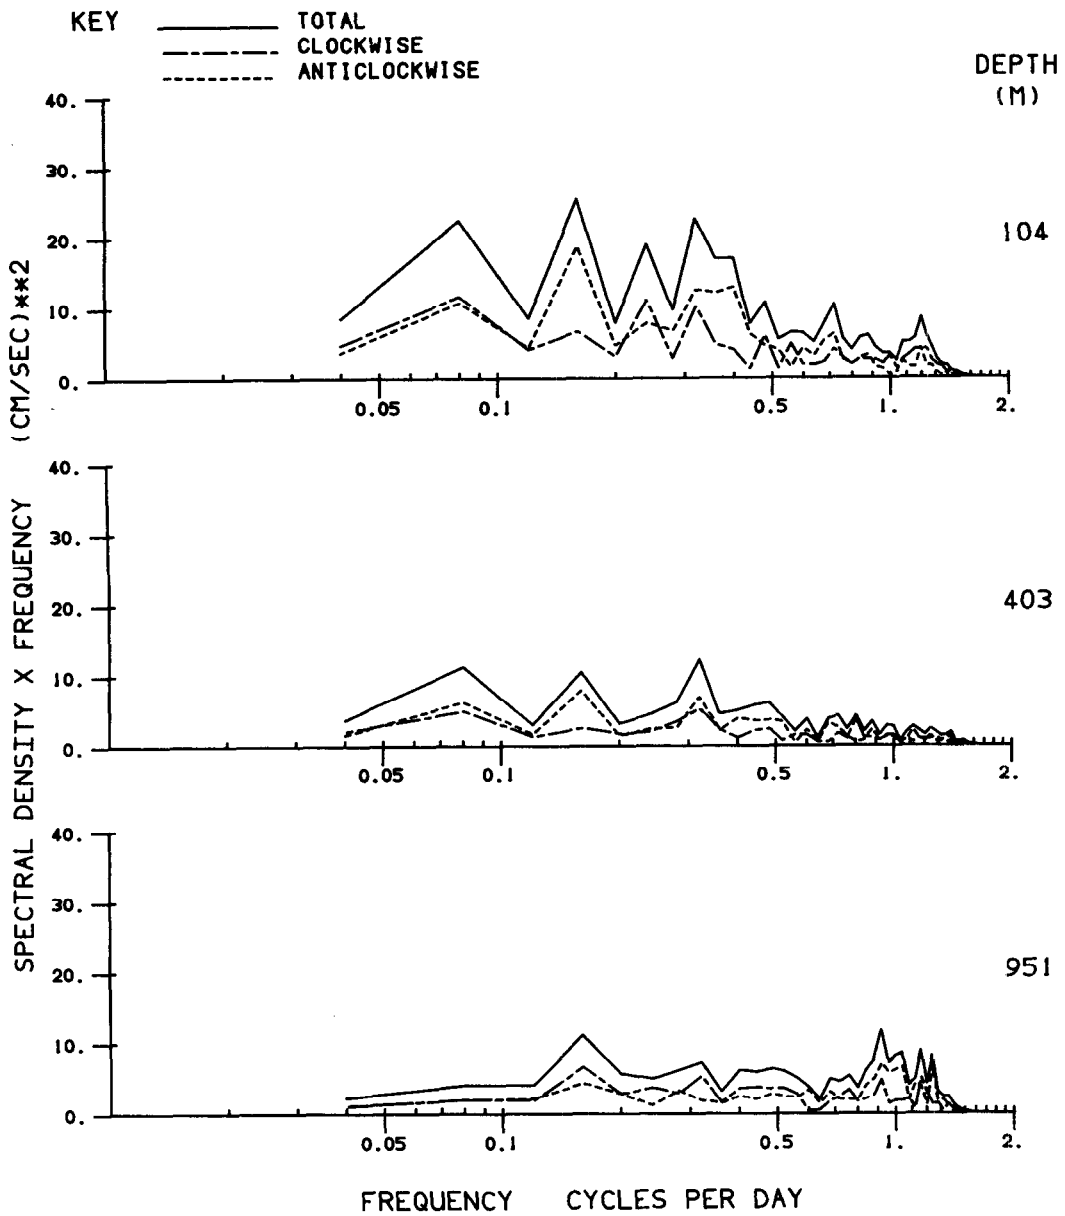 KEY
TOTAL
CLOCKWISE
ANTICLOCKWISE
DEPTH
(M)
40.
30.
20.
10.
0.
0.05 0.1 0.5 1. 2.
104
SPECTRAL DENSITY X FREQUENCY (CM/SEC)**2
40.
30.
20.
10.
0.
0.05 0.1 0.5 1. 2.
403
40.
30.
20.
10.
0.
0.05 0.1 0.5 1. 2.
951
FREQUENCY CYCLES PER DAY